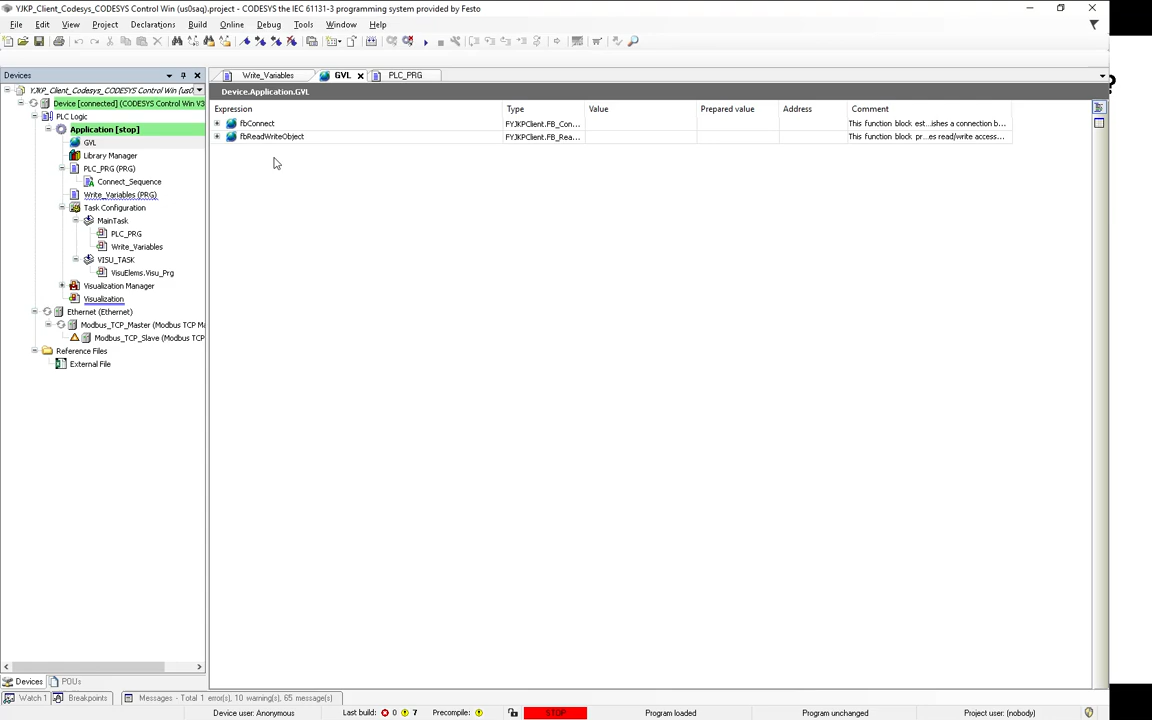 YJKP_Client_Codesys_CODESYS Control Win (us0saq).project - CODESYS the IEC 61131-3 programming system provided by Festo
File Edit View Project Declarations Build Online Debug Tools Window Help
Devices
YJKP_Client_Codesys_CODESYS Control Win (us0
Device [connected] (CODESYS Control Win V3
PLC Logic
Application [stop]
GVL
Library Manager
PLC_PRG (PRG)
Connect_Sequence
Write_Variables (PRG)
Task Configuration
MainTask
PLC_PRG
Write_Variables
VISU_TASK
VisuElems.Visu_Prg
Visualization Manager
Visualization
Ethernet (Ethernet)
Modbus_TCP_Master (Modbus TCP Ma
Modbus_TCP_Slave (Modbus TCP
Reference Files
External File
Devices POUs
Write_Variables GVL PLC_PRG
Device.Application.GVL
Expression Type Value Prepared value Address Comment
fbConnect FYJKPClient.FB_Con... This function block est...ishes a connection b...
fbReadWriteObject FYJKPClient.FB_Rea... This function block pr...es read/write access...
?
Watch 1 Breakpoints Messages - Total 1 error(s), 10 warning(s), 65 message(s)
Device user: Anonymous Last build: 0 7 Precompile: STOP Program loaded Program unchanged Project user: (nobody)